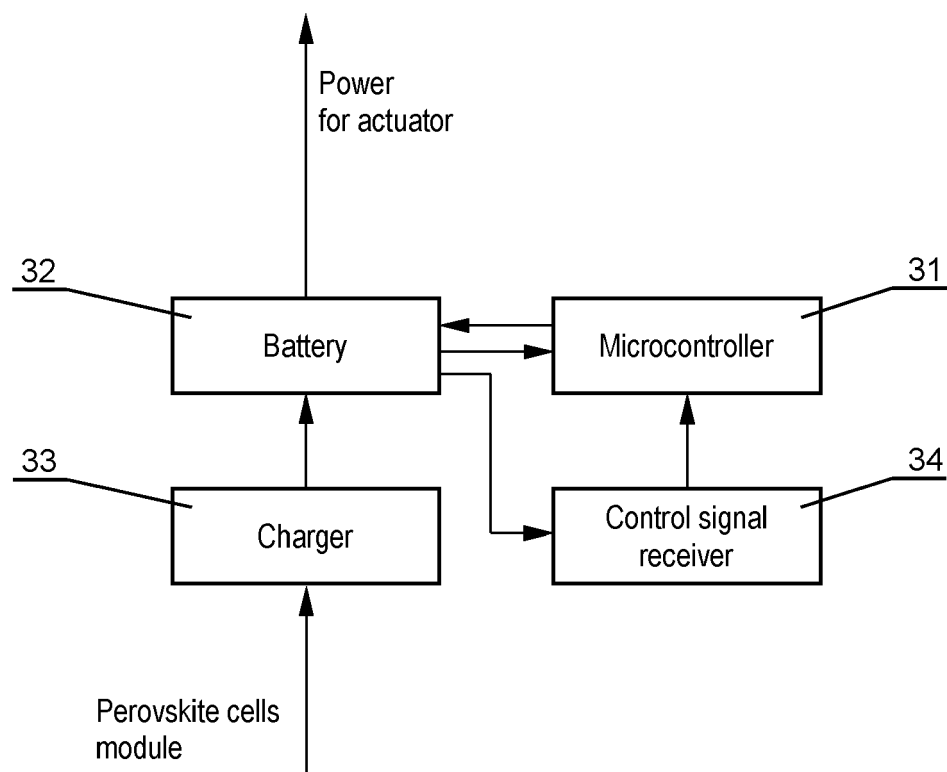 Power
for actuator
32
31
Battery
Microcontroller
33
34
Charger
Control signal
receiver
Perovskite cells
module